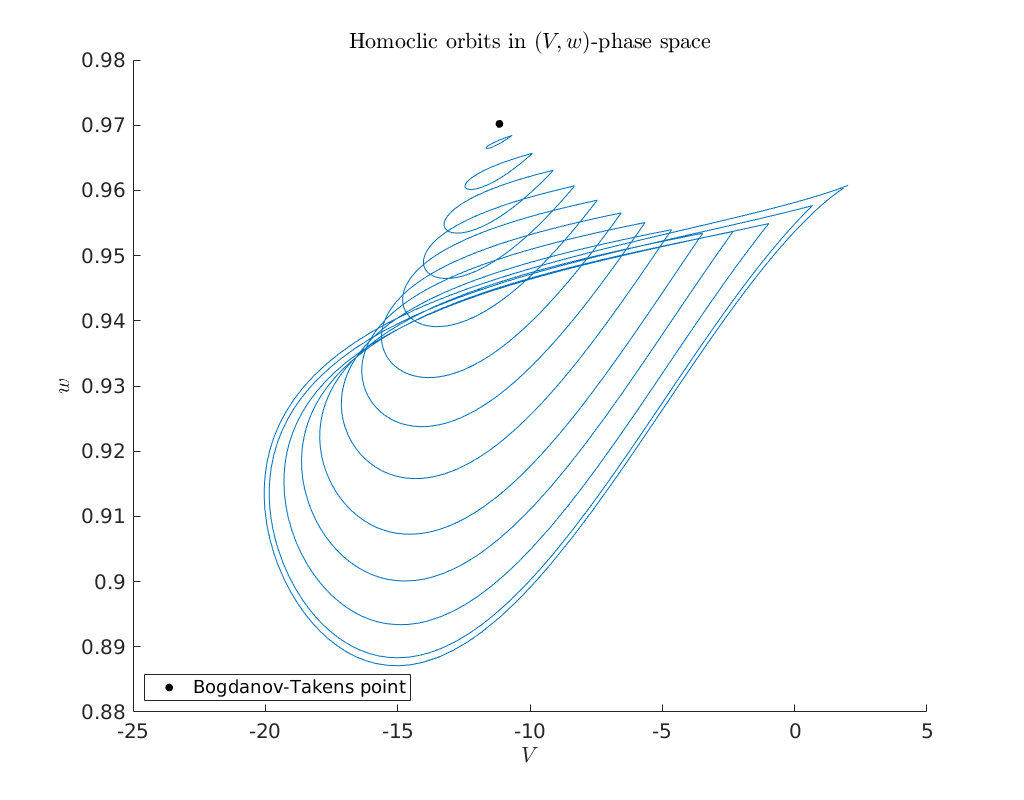 Homoclic orbits in (V, w)-phase space
0.98
0.97
0.96
0.95
0.94
0.93
0.92
0.91
0.9
0.89
0.88
w
Bogdanov-Takens point
-25 -20 -15 -10 -5 0 5
V